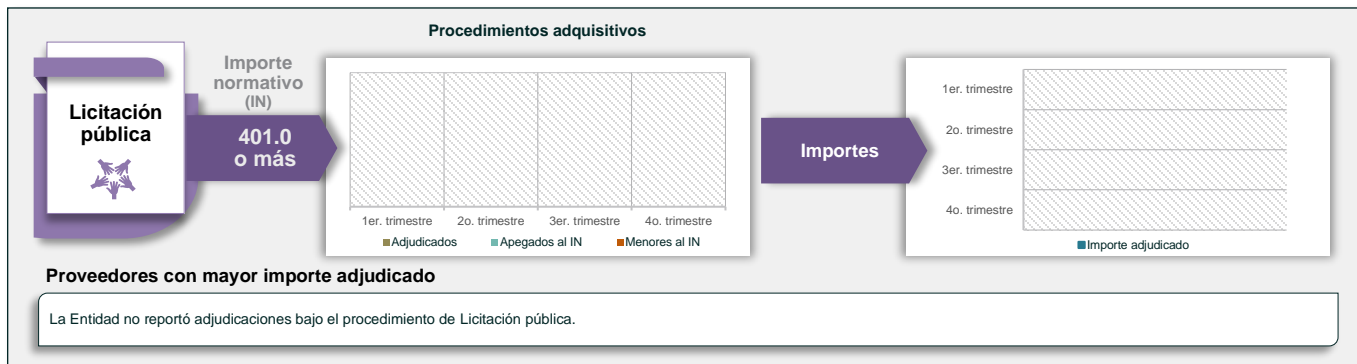 Procedimientos adquisitivos
Licitación
pública
Importe
normativo
(IN)
401.0
o más
1er. trimestre
2o. trimestre
3er. trimestre
4o. trimestre
Adjudicados
Apegados al IN
Menores al IN
Importes
1er. trimestre
2o. trimestre
3er. trimestre
4o. trimestre
Importe adjudicado
Proveedores con mayor importe adjudicado
La Entidad no reportó adjudicaciones bajo el procedimiento de Licitación pública.